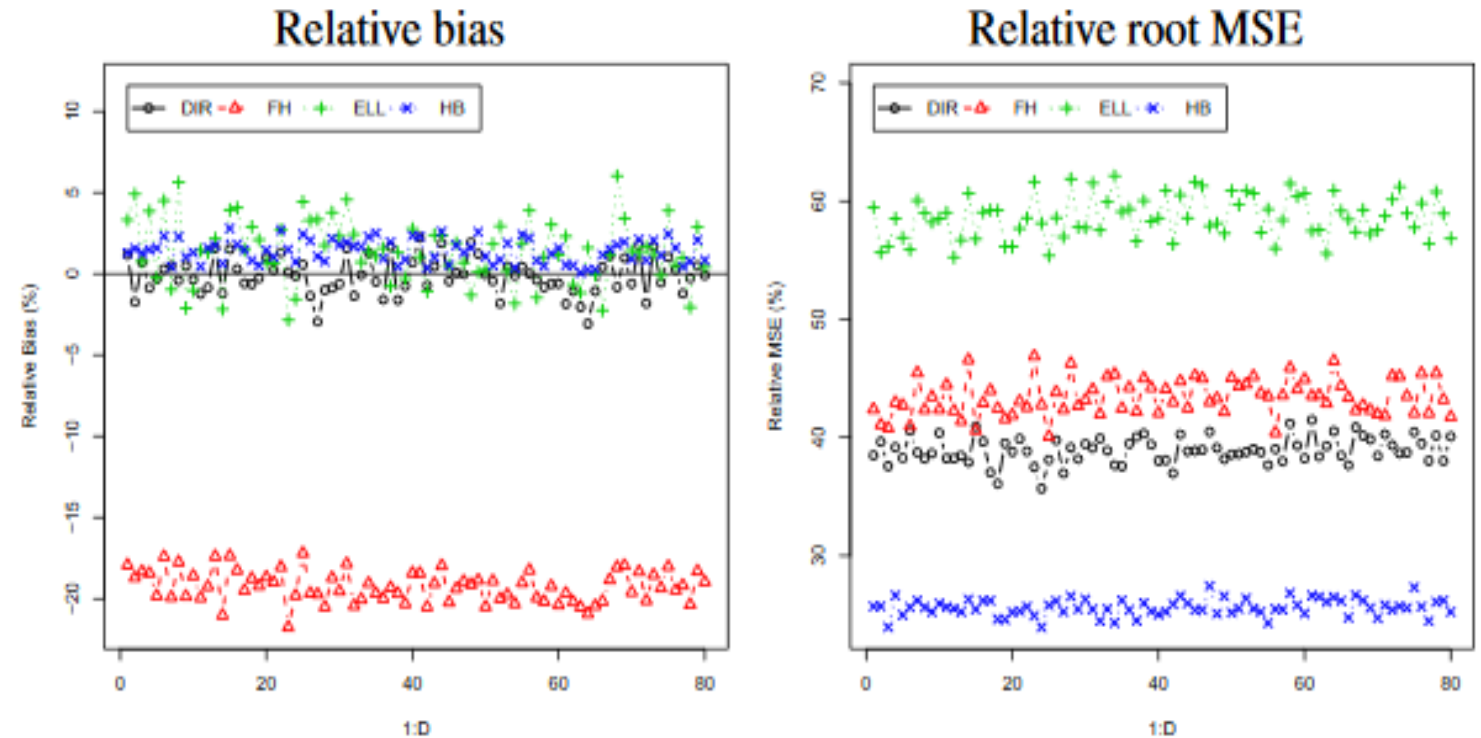 Relative bias
DIR FH ELL HB
10
5
0
−5
−10
−15
−20
Relative Bias (%)
0 20 40 60 80
1:D
Relative root MSE
DIR FH ELL HB
70
60
50
40
30
Relative MSE (%)
0 20 40 60 80
1:D